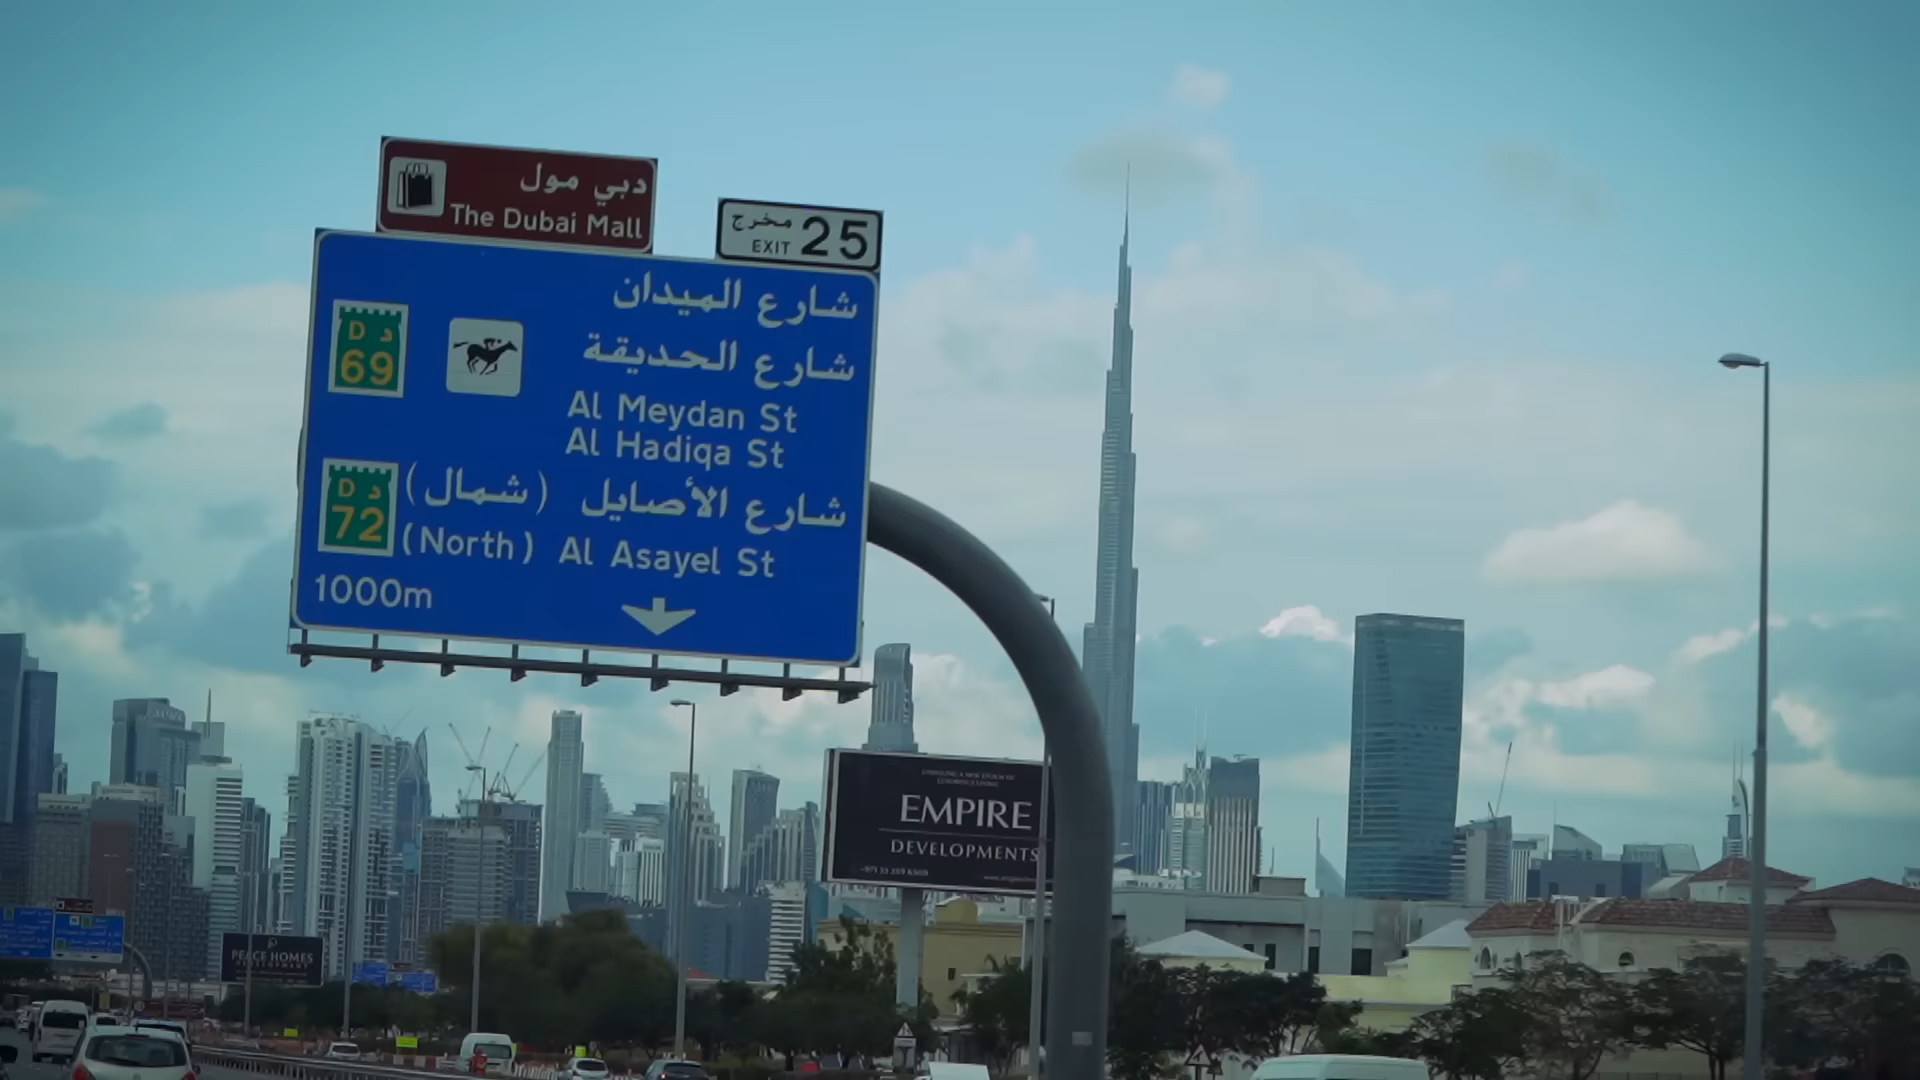 دبي مول
The Dubai Mall
مخرج
EXIT 25
شارع الميدان
شارع الحديقة
D د
69
Al Meydan St
Al Hadiqa St
شارع الأصايل (شمال)
D د
72
(North) Al Asayel St
1000m
EMPIRE
DEVELOPMENTS
PEACE HOMES
DEVELOPMENT